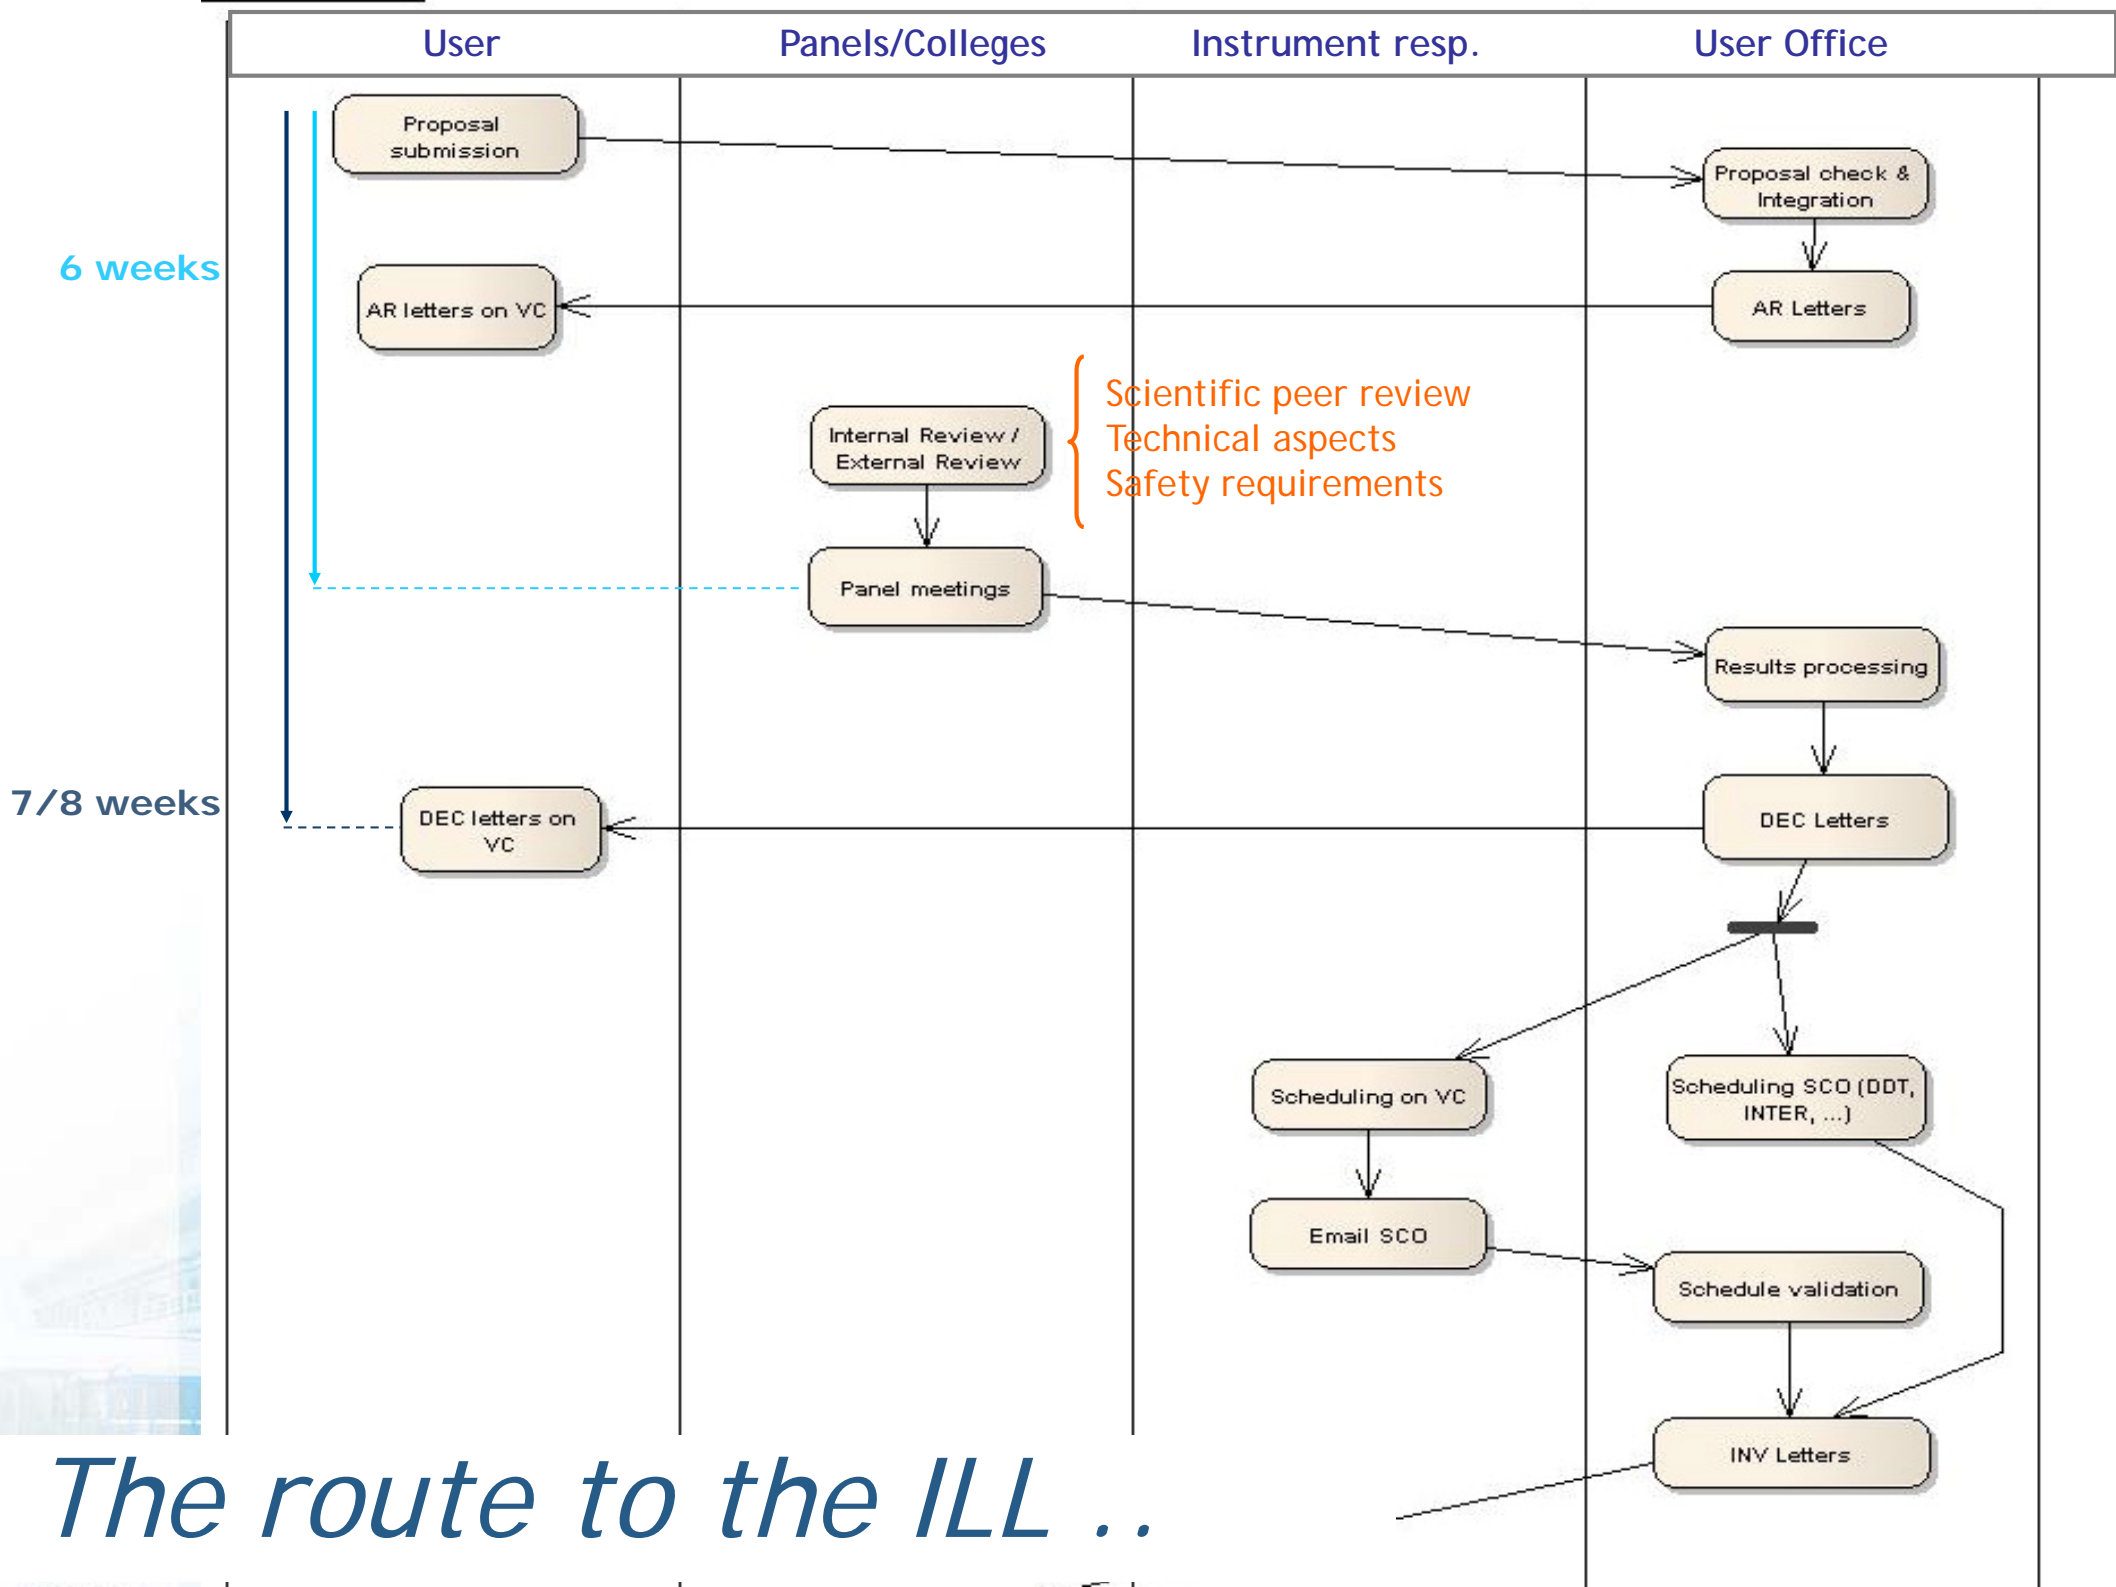 User
Panels/Colleges
Instrument resp.
User Office
Proposal
submission
Proposal check &
Integration
6 weeks
AR letters on VC
AR Letters
Scientific peer review
Technical aspects
Safety requirements
Internal Review /
External Review
Panel meetings
Results processing
7/8 weeks
DEC letters on
VC
DEC Letters
Scheduling on VC
Scheduling SCO (DDT,
INTER, ...)
Email SCO
Schedule validation
INV Letters
The route to the ILL ..